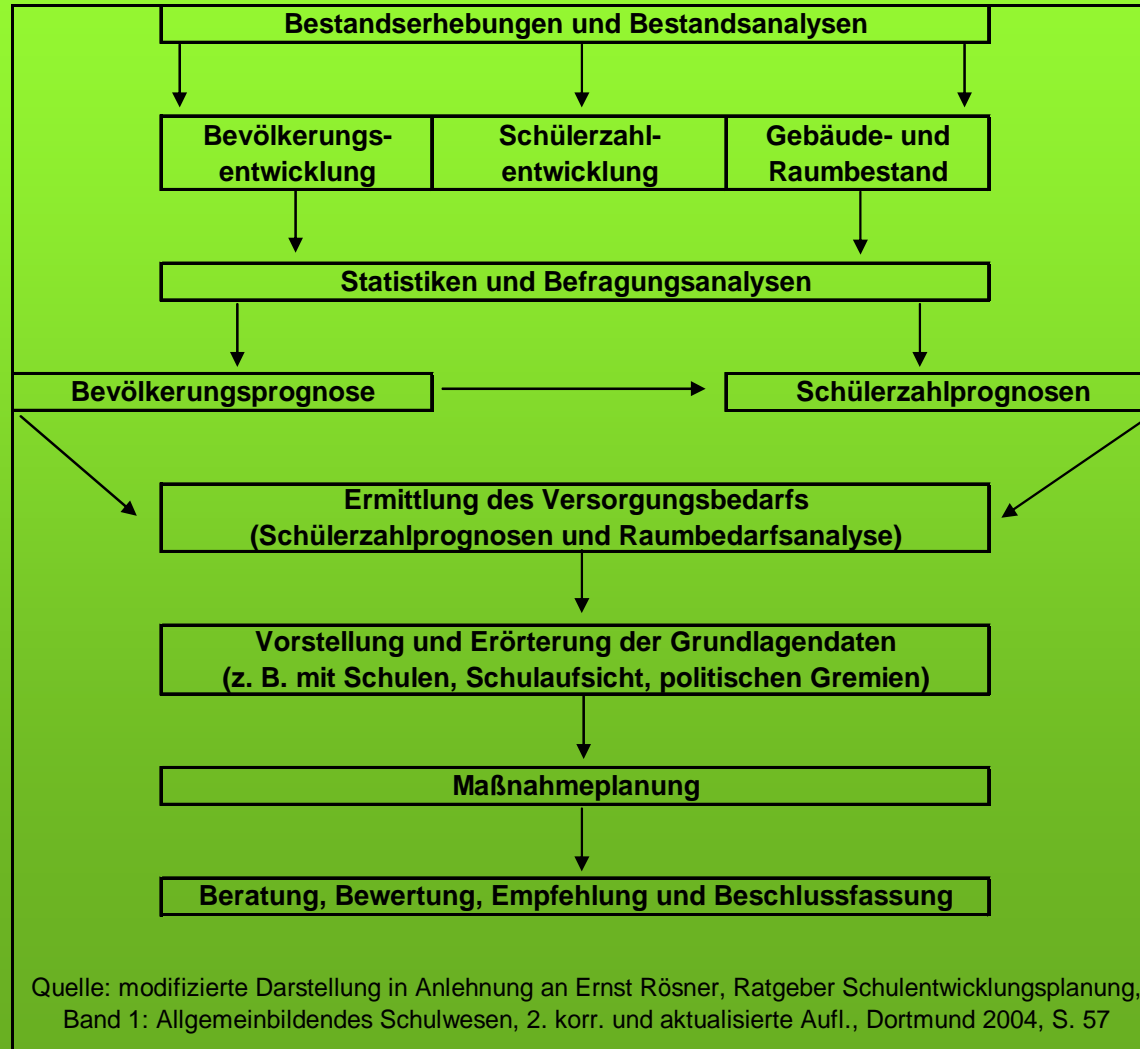 Bestandserhebungen und Bestandsanalysen
Bevölkerungs-
entwicklung
Schülerzahl-
entwicklung
Gebäude- und
Raumbestand
Statistiken und Befragungsanalysen
Bevölkerungsprognose
Schülerzahlprognosen
Ermittlung des Versorgungsbedarfs
(Schülerzahlprognosen und Raumbedarfsanalyse)
Vorstellung und Erörterung der Grundlagendaten
(z. B. mit Schulen, Schulaufsicht, politischen Gremien)
Maßnahmeplanung
Beratung, Bewertung, Empfehlung und Beschlussfassung
Quelle: modifizierte Darstellung in Anlehnung an Ernst Rösner, Ratgeber Schulentwicklungsplanung,
Band 1: Allgemeinbildendes Schulwesen, 2. korr. und aktualisierte Aufl., Dortmund 2004, S. 57